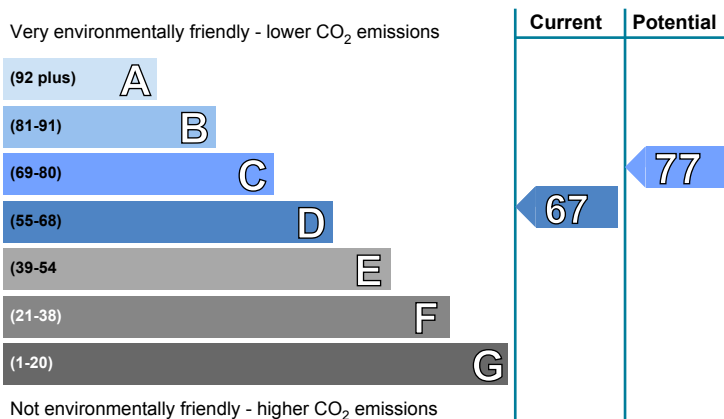 Current Potential
Very environmentally friendly - lower CO2 emissions
(92 plus) A
(81-91) B
(69-80) C
77
(55-68) D
67
(39-54 E
(21-38) F
(1-20) G
Not environmentally friendly - higher CO2 emissions